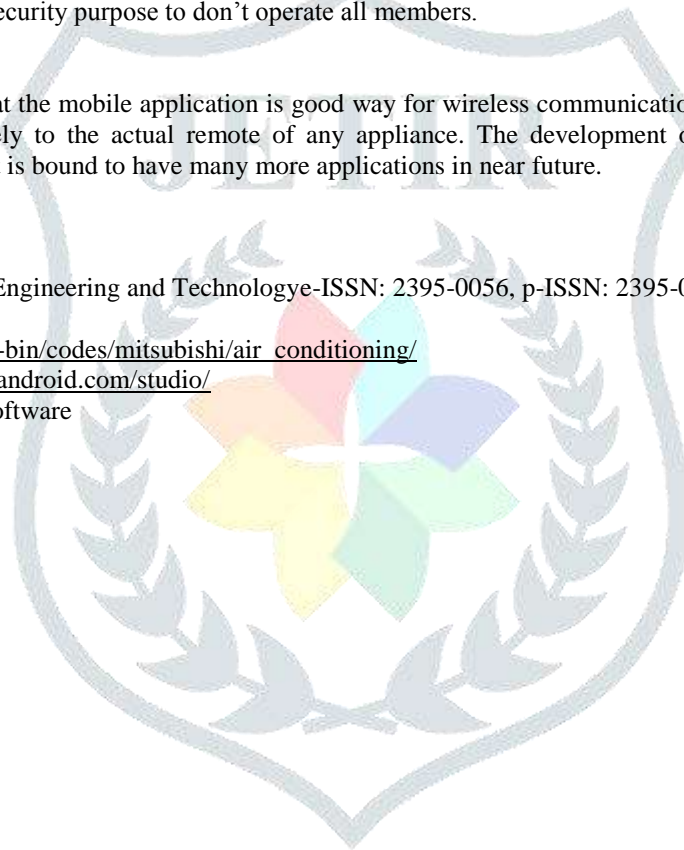 ecurity purpose to don’t operate all members.
at the mobile application is good way for wireless communicatio
ely to the actual remote of any appliance. The development o
is bound to have many more applications in near future.
JETIR
Engineering and Technologye-ISSN: 2395-0056, p-ISSN: 2395-0
-bin/codes/mitsubishi/air_conditioning/
android.com/studio/
oftware